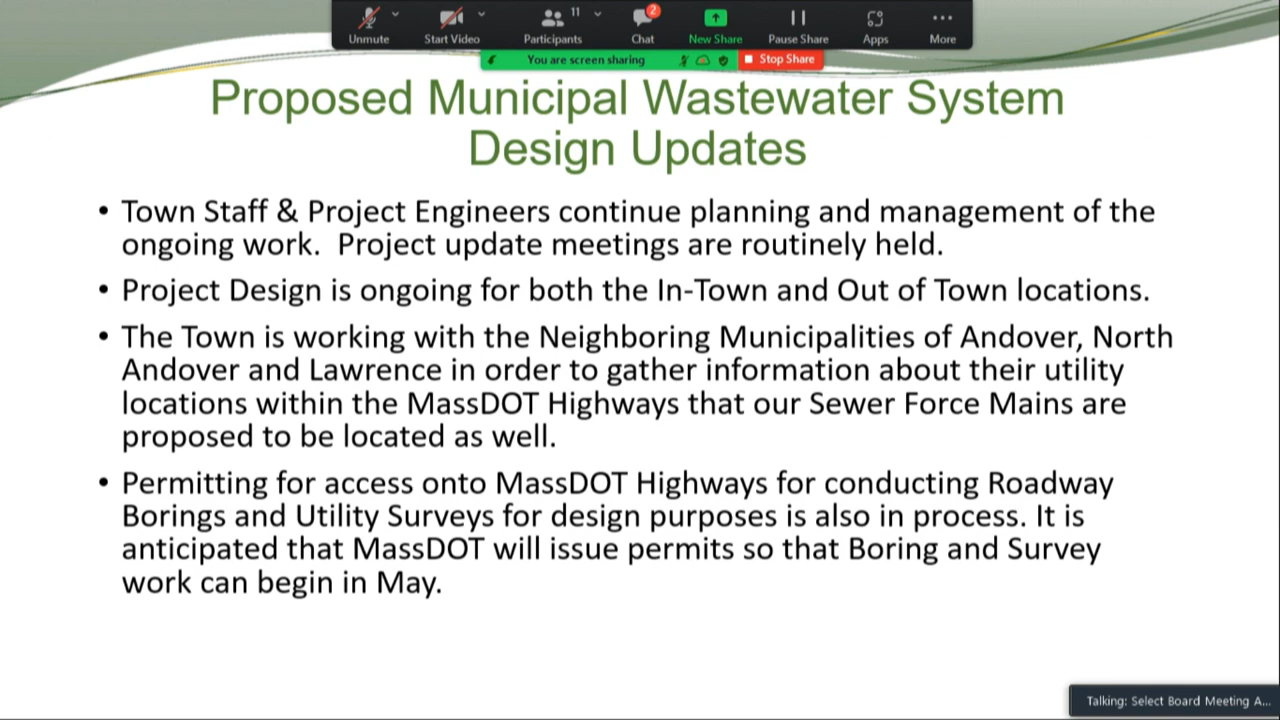 11
2
Unmute
Start Video
Participants
Chat
New Share
Pause Share
Apps
More
You are screen sharing
Stop Share
Proposed Municipal Wastewater System
Design Updates
• Town Staff & Project Engineers continue planning and management of the
ongoing work.  Project update meetings are routinely held.
• Project Design is ongoing for both the In-Town and Out of Town locations.
• The Town is working with the Neighboring Municipalities of Andover, North
Andover and Lawrence in order to gather information about their utility
locations within the MassDOT Highways that our Sewer Force Mains are
proposed to be located as well.
• Permitting for access onto MassDOT Highways for conducting Roadway
Borings and Utility Surveys for design purposes is also in process. It is
anticipated that MassDOT will issue permits so that Boring and Survey
work can begin in May.
Talking: Select Board Meeting A...